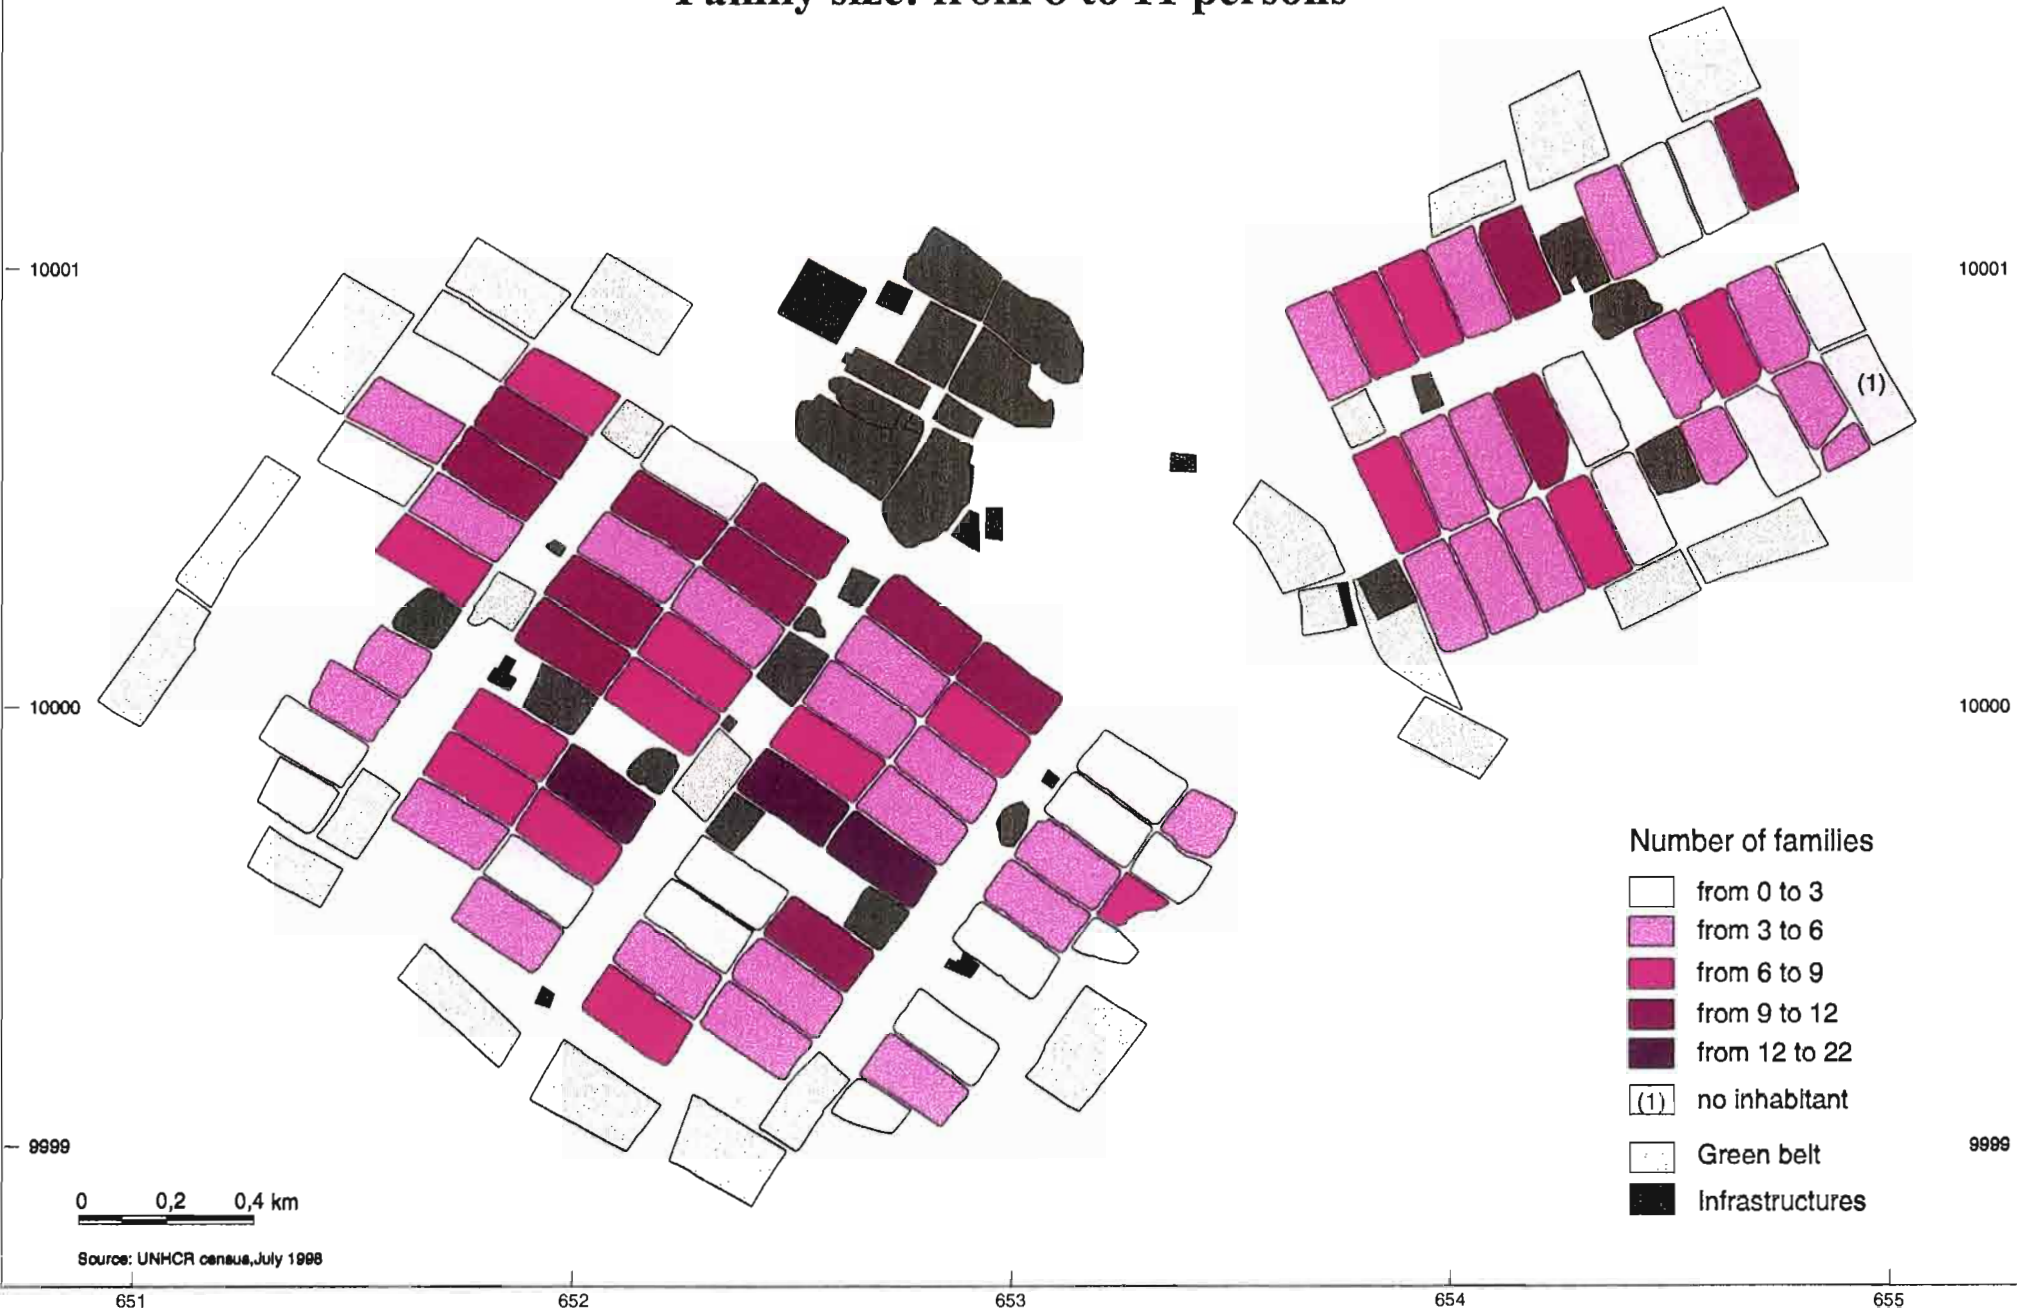 Family size: from 8 to 11 persons
10001
10001
(1)
10000
10000
Number of families
from 0 to 3
from 3 to 6
from 6 to 9
from 9 to 12
from 12 to 22
(1) no inhabitant
Green belt
Infrastructures
9999
9999
0 0,2 0,4 km
Source: UNHCR census,July 1998
651 652 653 654 655